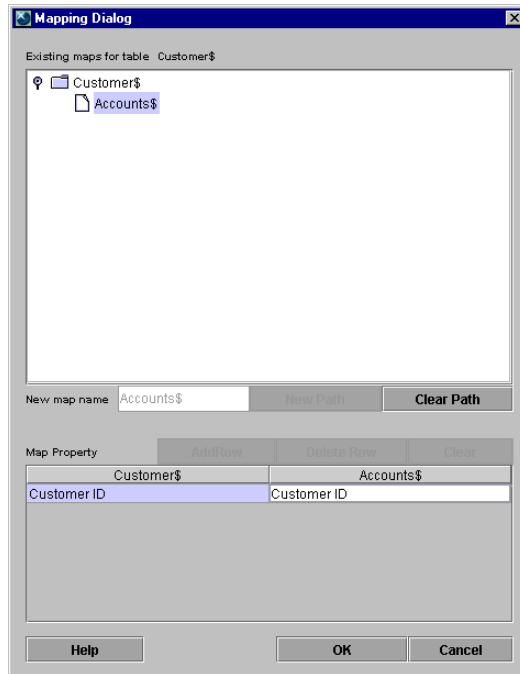 Mapping Dialog
Existing maps for table Customer$
Customer$
Accounts$
New map name Accounts$ New Path Clear Path
Map Property AddRow Delete Row Clear
Customer$ Accounts$
Customer ID Customer ID
Help OK Cancel